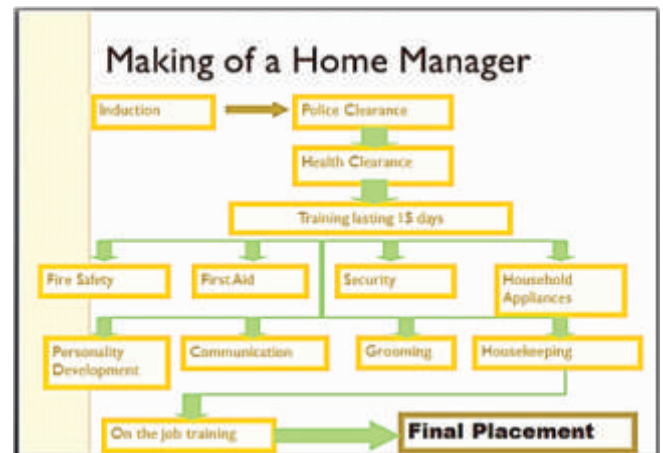 Making of a Home Manager
Induction
Police Clearance
Health Clearance
Training lasting 15 days
Fire Safety
First Aid
Security
Household
Appliances
Personality
Development
Communication
Grooming
Housekeeping
On the job training
Final Placement